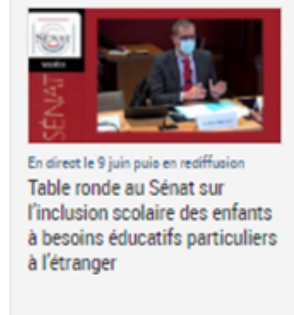 SÉNAT
SÉNAT
En direct le 9 juin puis en rediffusion
Table ronde au Sénat sur
l'inclusion scolaire des enfants
à besoins éducatifs particuliers
à l'étranger